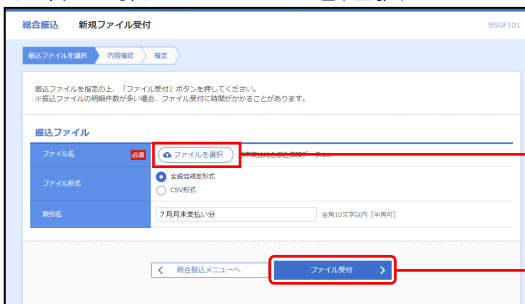 総合振込 新規ファイル受付
BSGF101
振込ファイルを選択 内容確認 確定
振込ファイルを指定の上、「ファイル受付」ボタンを押してください。
※振込ファイルの明細件数が多い場合、ファイル受付に時間がかかることがあります。
振込ファイル
ファイル名 必須 ファイルを選択
ファイル形式 全銀協規定形式
CSV形式
取引名 7月月末支払い分 全角10文字以内 [半角可]
総合振込メニューへ ファイル受付